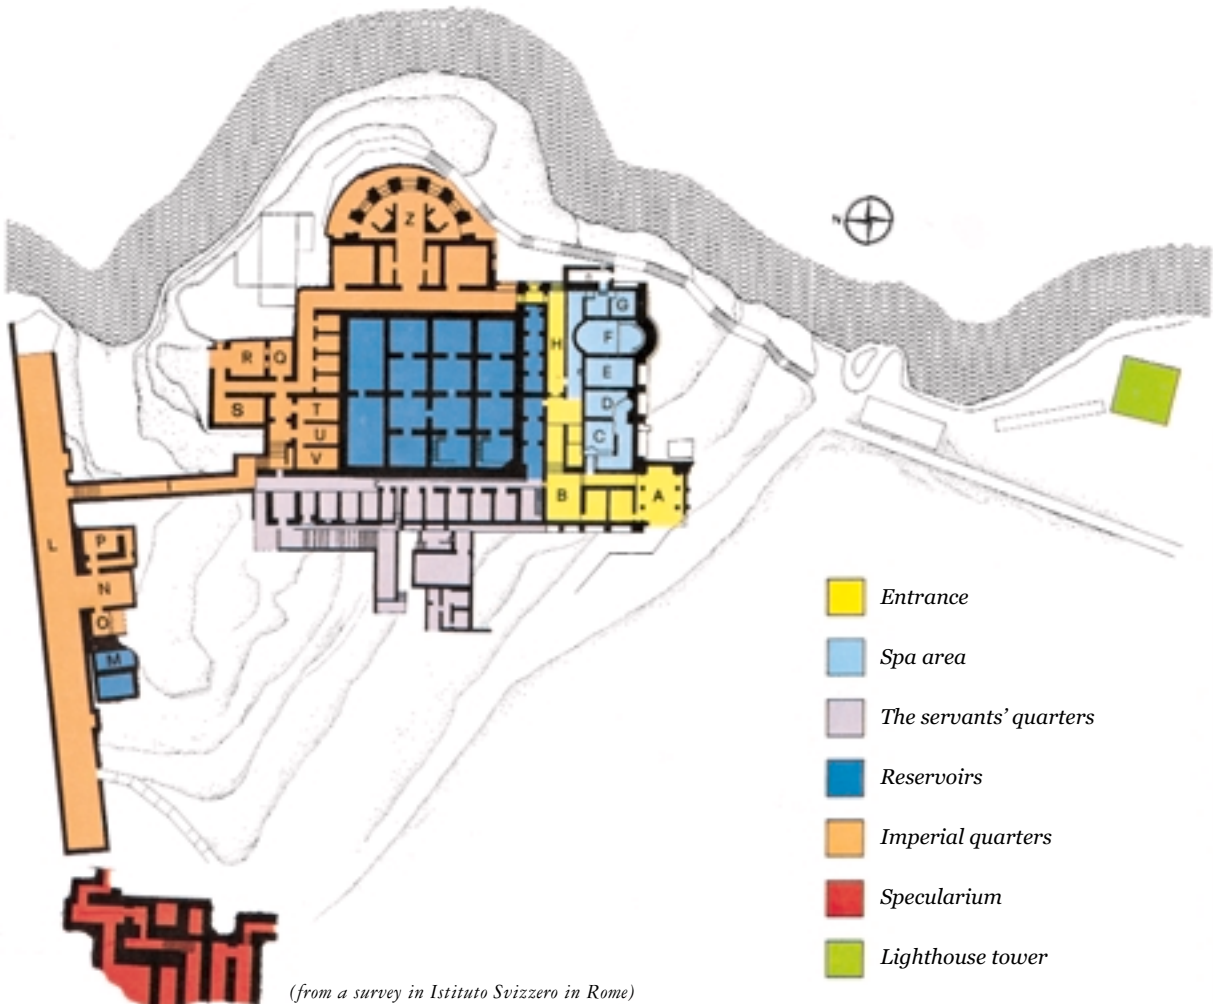 Z
N
G
H
F
R
Q
E
S
T
D
U
C
V
I
B
A
L
P
N
O
M
Entrance
Spa area
The servants’ quarters
Reservoirs
Imperial quarters
Specularium
Lighthouse tower
(from a survey in Istituto Svizzero in Rome)